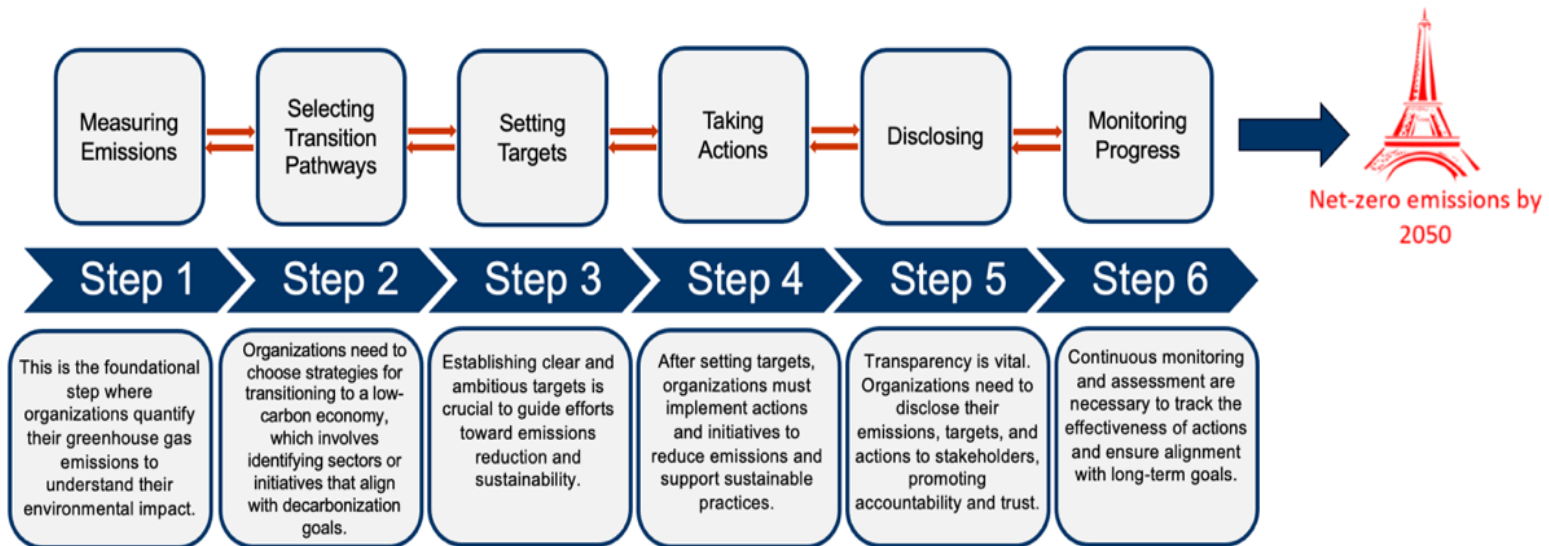 Measuring
Emissions
Selecting
Transition
Pathways
Setting
Targets
Taking
Actions
Disclosing
Monitoring
Progress
Net-zero emissions by
2050
Step 1
Step 2
Step 3
Step 4
Step 5
Step 6
This is the foundational
step where
organizations quantify
their greenhouse gas
emissions to
understand their
environmental impact.
Organizations need to
choose strategies for
transitioning to a low-
carbon economy,
which involves
identifying sectors or
initiatives that align
with decarbonization
goals.
Establishing clear and
ambitious targets is
crucial to guide efforts
toward emissions
reduction and
sustainability.
After setting targets,
organizations must
implement actions
and initiatives to
reduce emissions and
support sustainable
practices.
Transparency is vital.
Organizations need to
disclose their
emissions, targets, and
actions to stakeholders,
promoting
accountability and trust.
Continuous monitoring
and assessment are
necessary to track the
effectiveness of actions
and ensure alignment
with long-term goals.